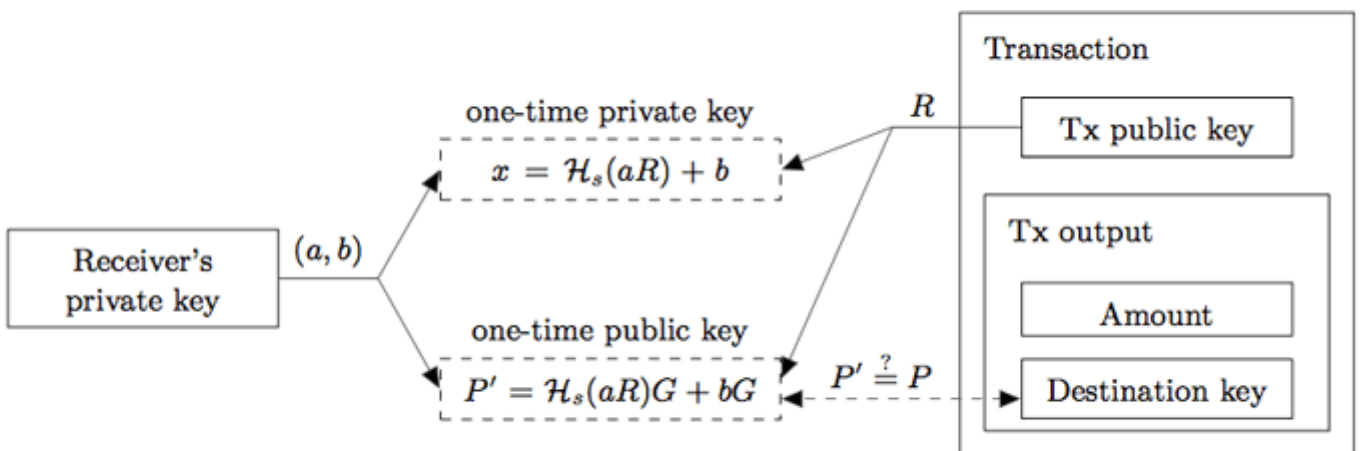 Transaction
R
Tx public key
one-time private key
x = ℋₛ(aR) + b
Tx output
(a, b)
Receiver's
private key
Amount
one-time public key
P′ = ℋₛ(aR)G + bG
P′ ≟ P
Destination key